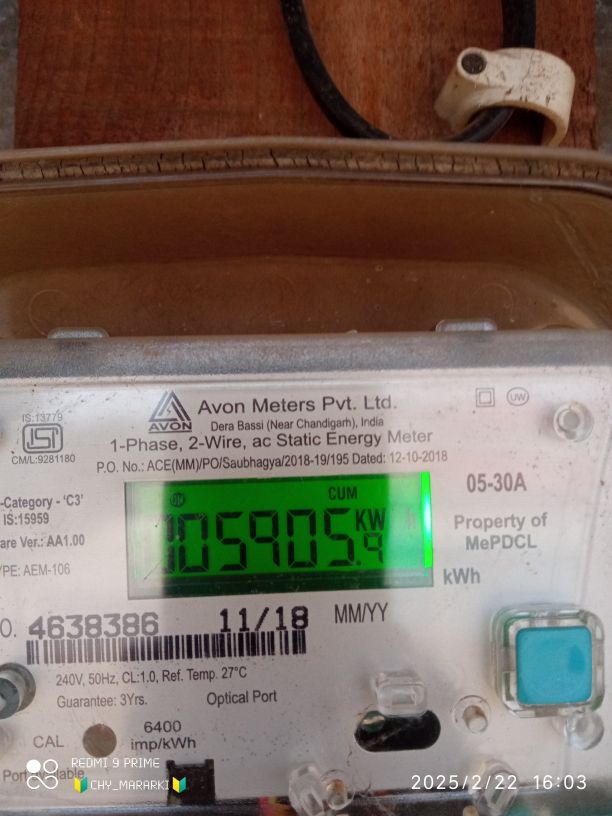 IS:13779
CM/L:9281180
AVON
Avon Meters Pvt. Ltd.
Dera Bassi (Near Chandigarh), India
1-Phase, 2-Wire, ac Static Energy Meter
P.O. No.: ACE(MM)/PO/Saubhagya/2018-19/195 Dated: 12-10-2018
UW
-Category - 'C3'
IS:15959
are Ver.: AA1.00
YPE: AEM-106
CUM
05905.9
KW h
kWh
05-30A
Property of
MePDCL
O. 4638386 11/18 MM/YY
240V, 50Hz, CL:1.0, Ref. Temp. 27°C
Guarantee: 3Yrs. Optical Port
CAL
6400
imp/kWh
REDMI 9 PRIME
🔰CHY_MARARKI🔰
2025/2/22 16:03